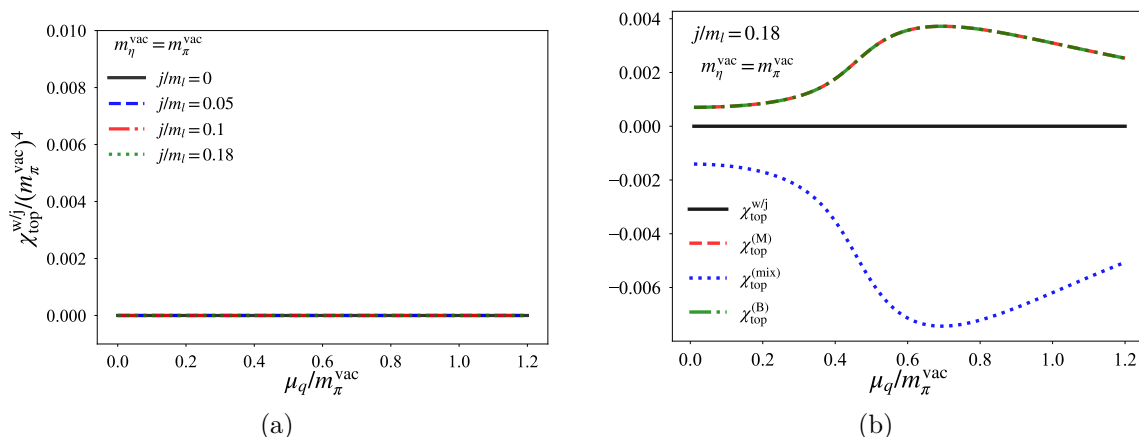 0.010
0.008
0.006
0.004
0.002
0.000
χ_top^{w/j}/(m_π^{vac})^4
m_η^{vac} = m_π^{vac}
j/m_l = 0
j/m_l = 0.05
j/m_l = 0.1
j/m_l = 0.18
0.0 0.2 0.4 0.6 0.8 1.0 1.2
μ_q/m_π^{vac}
(a)
0.004
0.002
0.000
−0.002
−0.004
−0.006
j/m_l = 0.18
m_η^{vac} = m_π^{vac}
χ_top^{w/j}
χ_top^{(M)}
χ_top^{(mix)}
χ_top^{(B)}
0.0 0.2 0.4 0.6 0.8 1.0 1.2
μ_q/m_π^{vac}
(b)